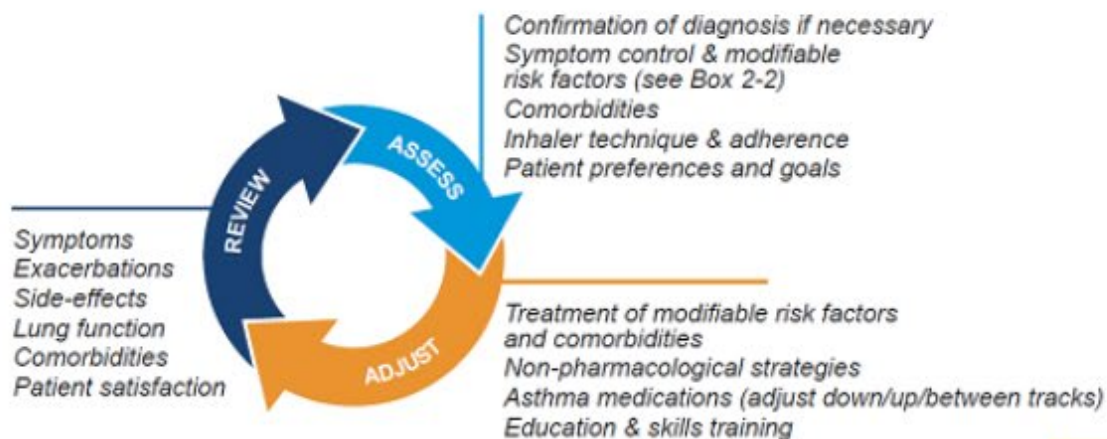 Confirmation of diagnosis if necessary
Symptom control & modifiable
risk factors (see Box 2-2)
Comorbidities
Inhaler technique & adherence
Patient preferences and goals
ASSESS
REVIEW
Symptoms
Exacerbations
Side-effects
Lung function
Comorbidities
Patient satisfaction
ADJUST
Treatment of modifiable risk factors
and comorbidities
Non-pharmacological strategies
Asthma medications (adjust down/up/between tracks)
Education & skills training